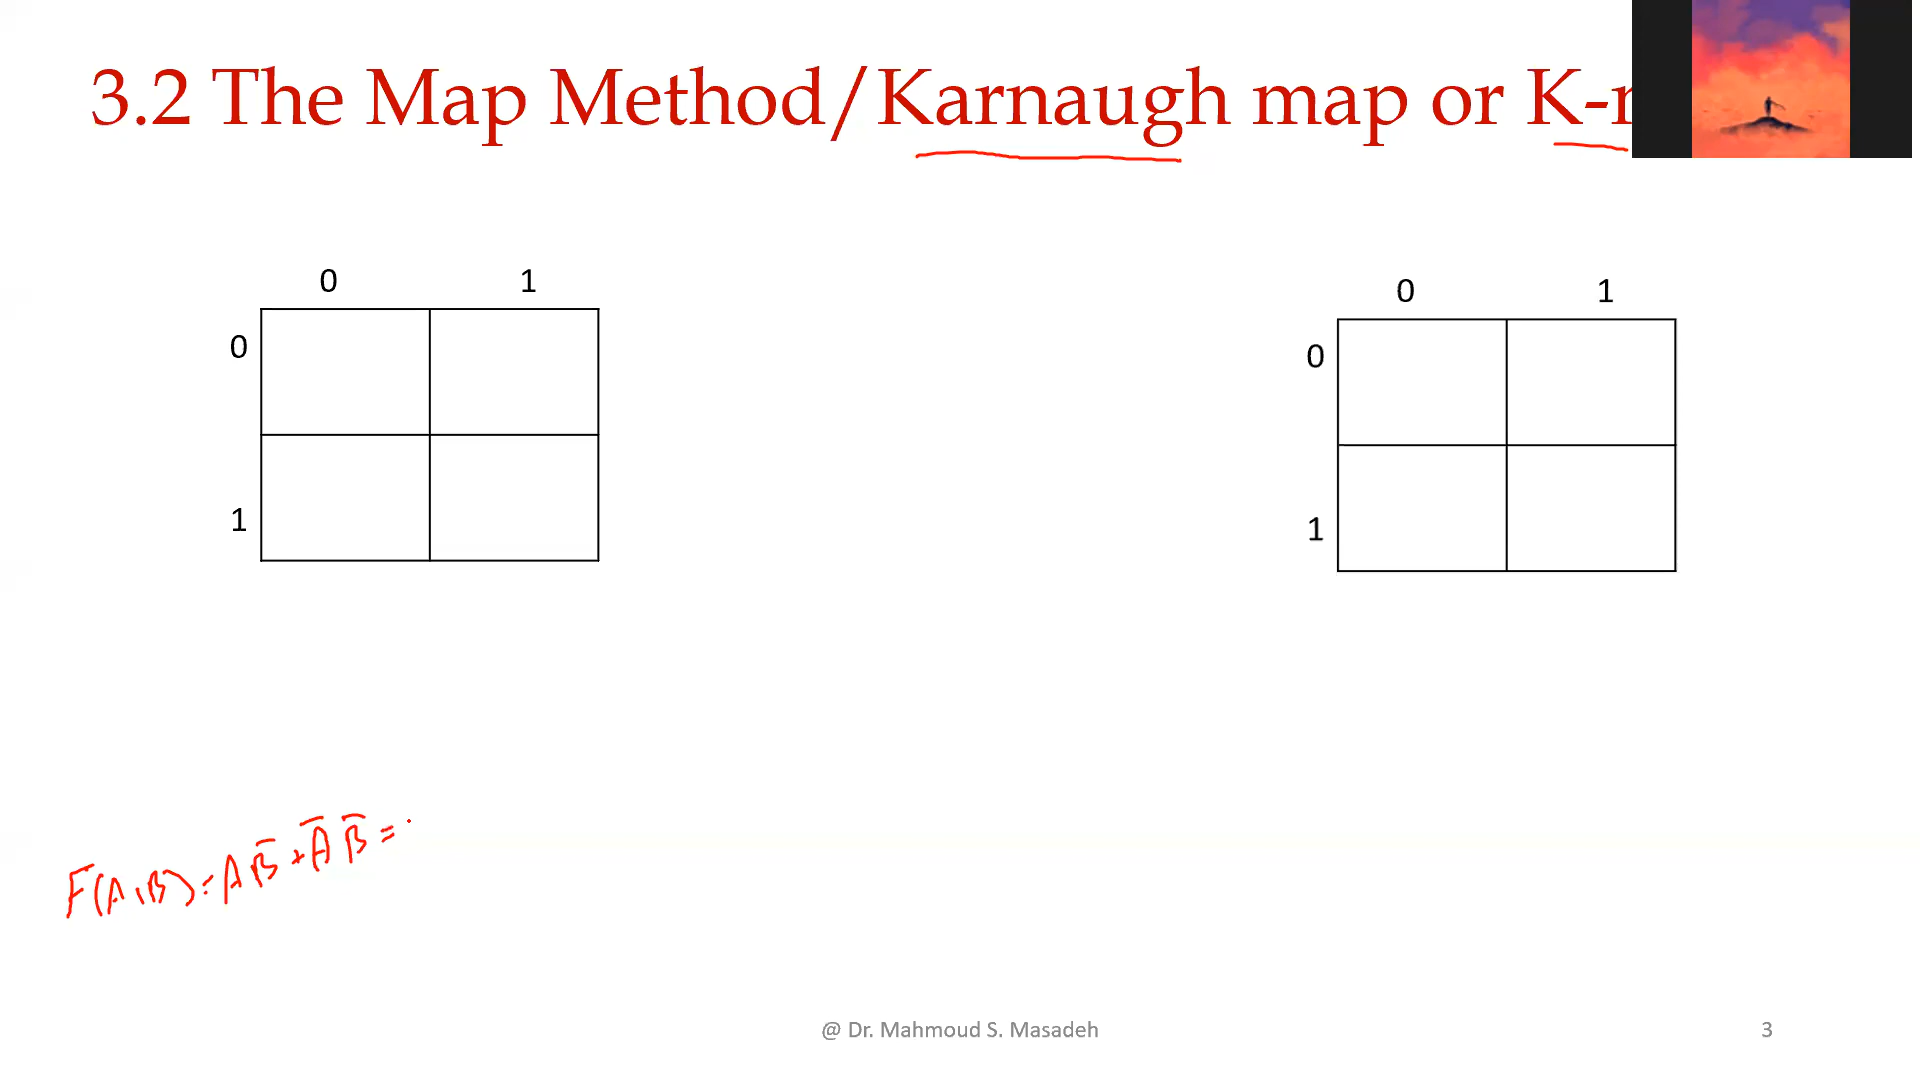 3.2 The Map Method/Karnaugh map or K-
0 1
0
1
0 1
0
1
F(A,B)=AB̅+A̅ B̅=
@ Dr. Mahmoud S. Masadeh
3